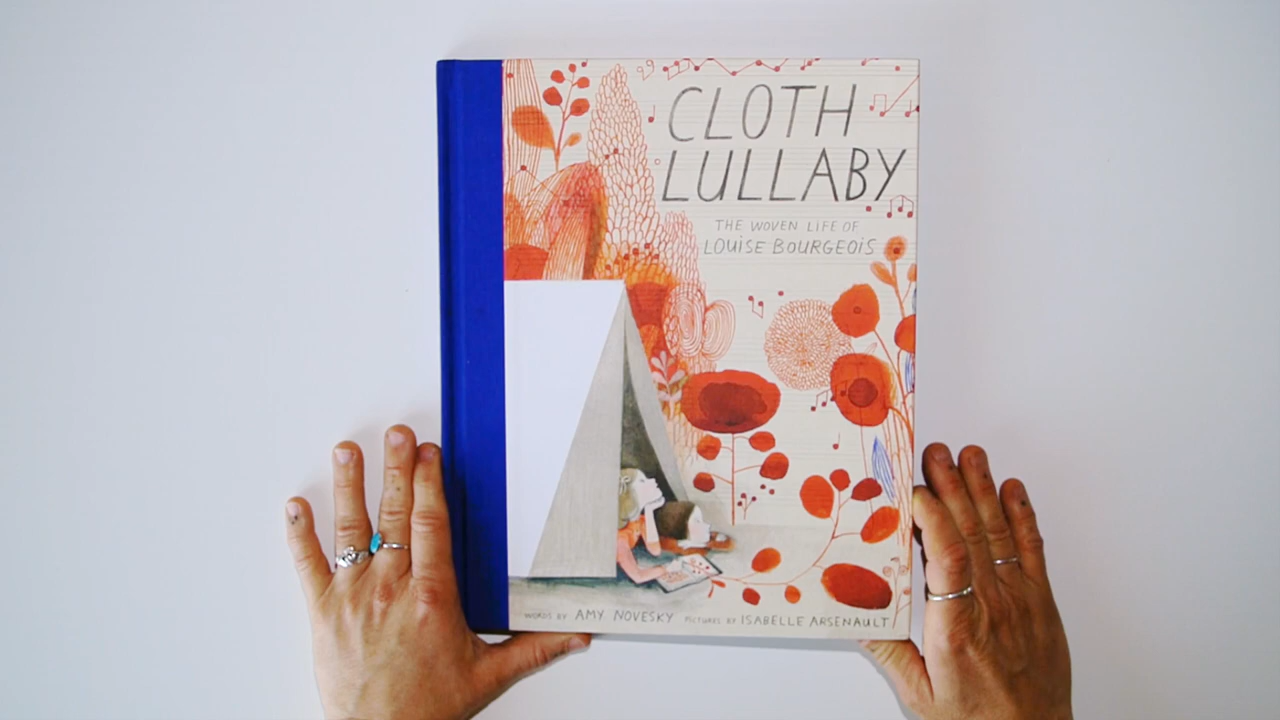 CLOTH
LULLABY
THE WOVEN LIFE OF
LOUISE BOURGEOIS
WORDS BY AMY NOVESKY PICTURES BY ISABELLE ARSENAULT